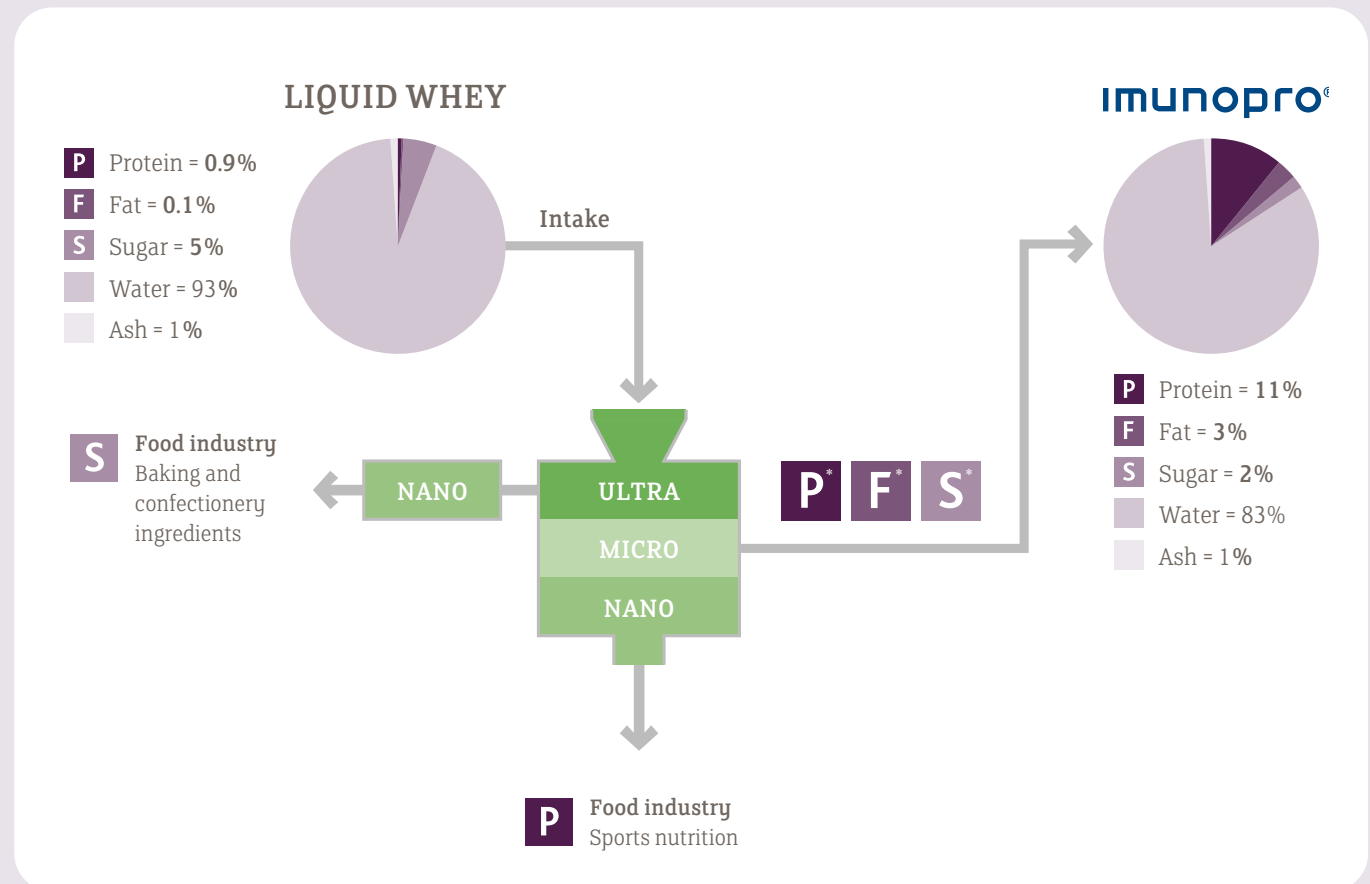 LIQUID WHEY
P Protein = 0.9%
F Fat = 0.1%
S Sugar = 5%
Water = 93%
Ash = 1%
Intake
ımunopro®
P Protein = 11%
F Fat = 3%
S Sugar = 2%
Water = 83%
Ash = 1%
S Food industry
Baking and
confectionery
ingredients
NANO
ULTRA
MICRO
NANO
P* F* S*
P Food industry
Sports nutrition